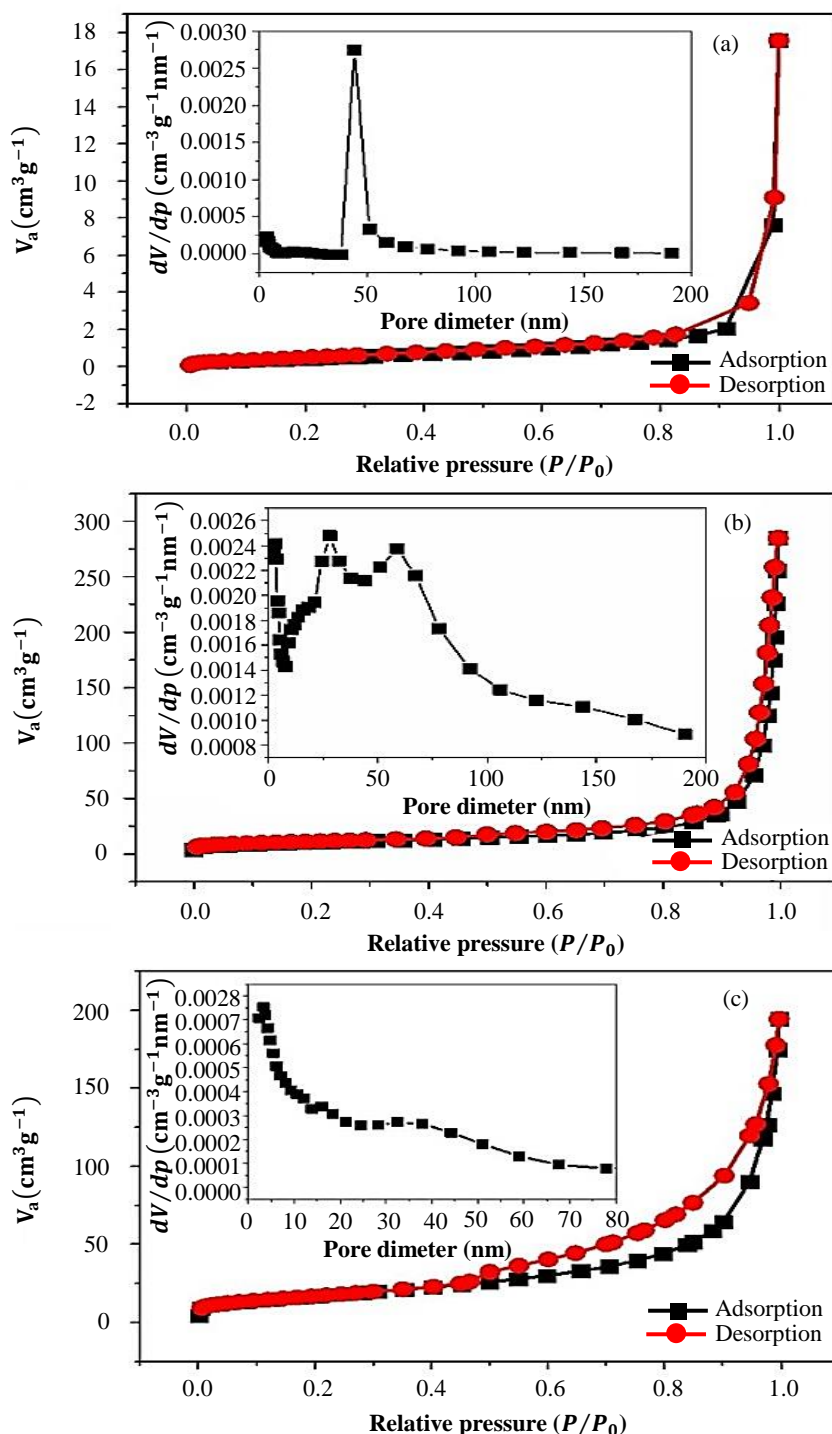 (a)
18
16
14
12
10
8
6
4
2
0
-2
Vₐ(cm³g⁻¹)
0.0030
0.0025
0.0020
0.0015
0.0010
0.0005
0.0000
dV/dp (cm⁻³g⁻¹nm⁻¹)
0 50 100 150 200
Pore dimeter (nm)
Adsorption
Desorption
0.0 0.2 0.4 0.6 0.8 1.0
Relative pressure (P/P₀)
(b)
300
250
200
150
100
50
0
Vₐ(cm³g⁻¹)
0.0026
0.0024
0.0022
0.0020
0.0018
0.0016
0.0014
0.0012
0.0010
0.0008
dV/dp (cm⁻³g⁻¹nm⁻¹)
0 50 100 150 200
Pore dimeter (nm)
Adsorption
Desorption
0.0 0.2 0.4 0.6 0.8 1.0
Relative pressure (P/P₀)
(c)
200
150
100
50
0
Vₐ(cm³g⁻¹)
0.0028
0.0007
0.0006
0.0005
0.0004
0.0003
0.0002
0.0001
0.0000
dV/dp (cm⁻³g⁻¹nm⁻¹)
0 10 20 30 40 50 60 70 80
Pore dimeter (nm)
Adsorption
Desorption
0.0 0.2 0.4 0.6 0.8 1.0
Relative pressure (P/P₀)